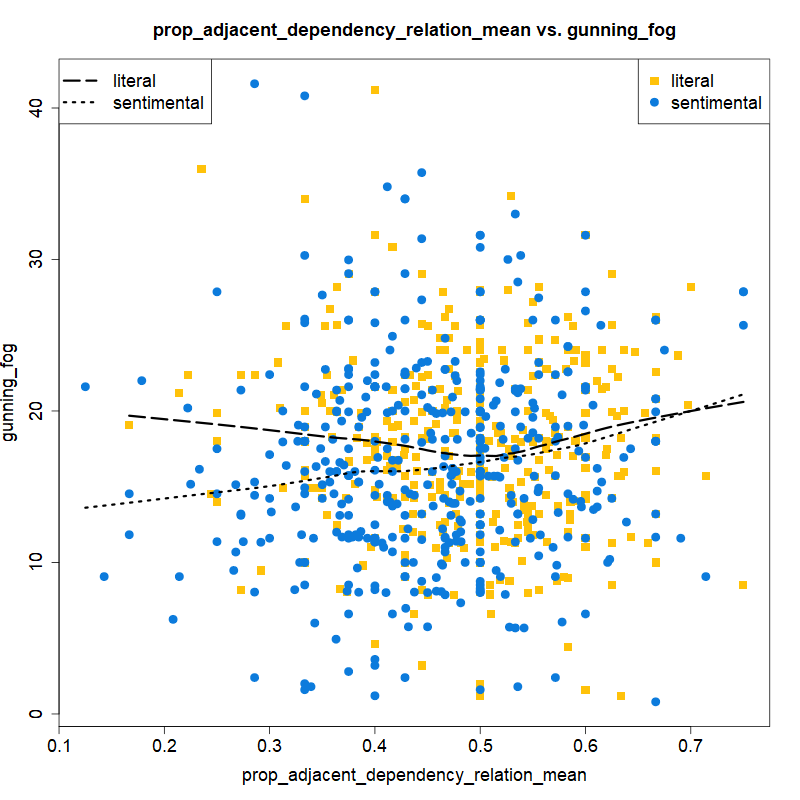 prop_adjacent_dependency_relation_mean vs. gunning_fog
literal
sentimental
literal
sentimental
40
30
20
10
0
gunning_fog
0.1 0.2 0.3 0.4 0.5 0.6 0.7
prop_adjacent_dependency_relation_mean